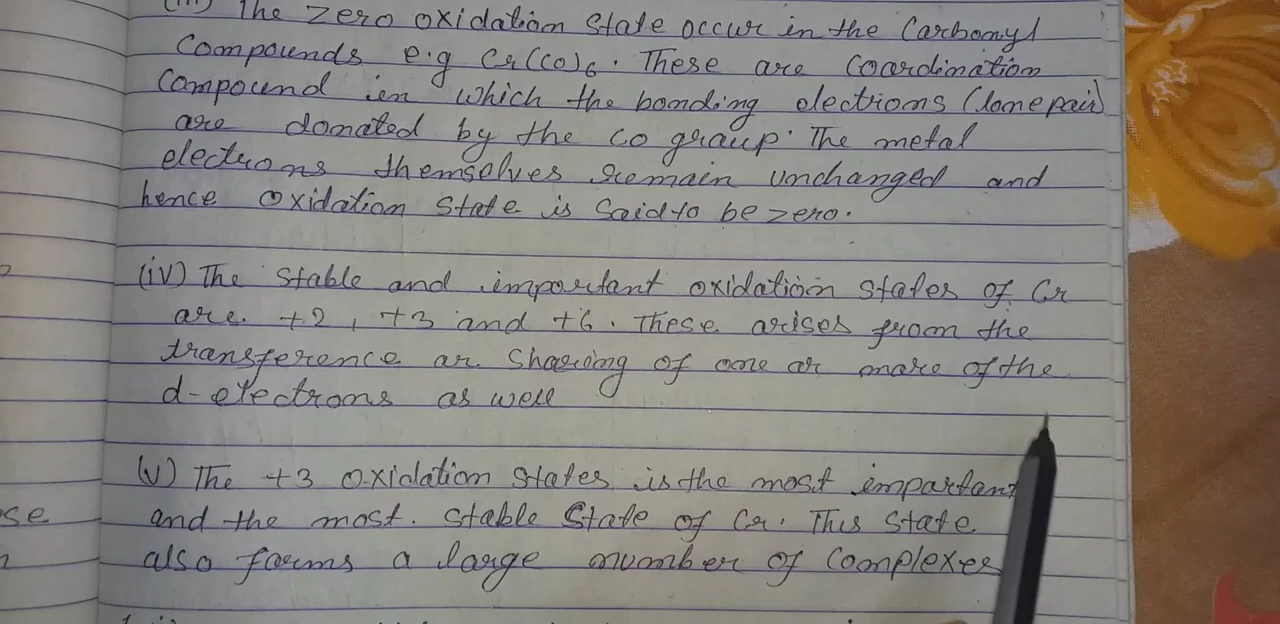 (iii) The zero oxidation state occur in the Carbonyl
Compounds e.g Cr(CO)6. These are Coordination
Compound in which the bonding electrons (lone pair)
are donated by the CO group. The metal
electrons themselves remain unchanged and
hence oxidation state is said to be zero.
(iv) The stable and important oxidation states of Cr
are. +2, +3 and +6. These arises from the
transference or Sharing of one or more of the
d-electrons as well
(v) The +3 oxidation states is the most important
se
and the most. stable State of Cr. This state
also forms a large number of Complexes